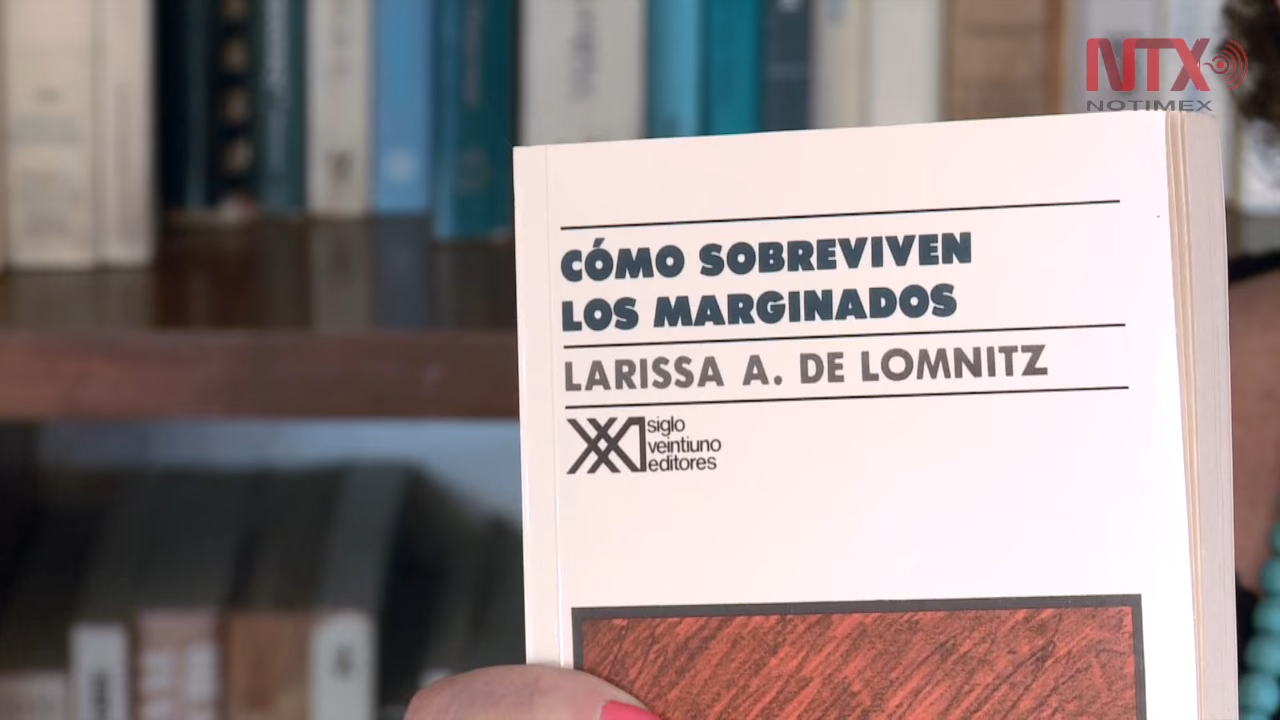 NTX
NOTIMEX
CÓMO SOBREVIVEN
LOS MARGINADOS
LARISSA A. DE LOMNITZ
siglo
veintiuno
editores